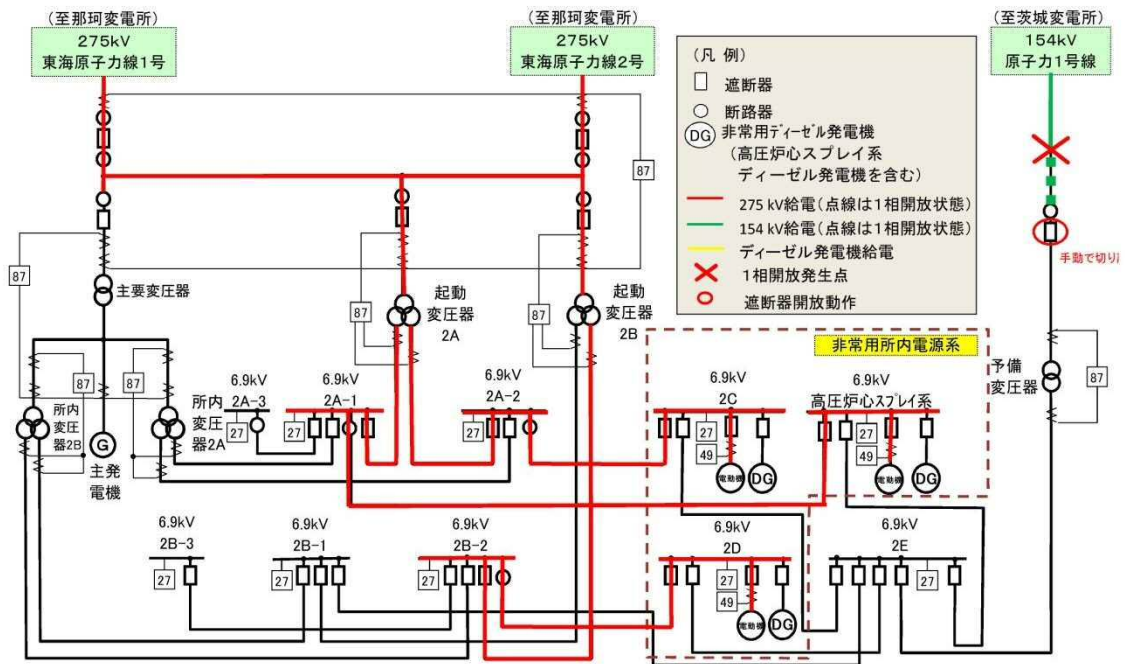 (至那珂変電所)
275kV
東海原子力線1号
(至那珂変電所)
275kV
東海原子力線2号
(至茨城変電所)
154kV
原子力1号線
(凡 例)
遮断器
断路器
DG
非常用ディーゼル発電機
(高圧炉心スプレイ系
ディーゼル発電機を含む)
275 kV給電(点線は1相開放状態)
154 kV給電(点線は1相開放状態)
ディーゼル発電機給電
1相開放発生点
遮断器開放動作
手動で切り
87
87
87
87
87
87
87
主要変圧器
起動
変圧器
2A
起動
変圧器
2B
予備
変圧器
非常用所内電源系
所内
変圧
器2B
G
主発
電機
所内
変圧
器2A
6.9kV
2A-3
27
6.9kV
2A-1
27
6.9kV
2A-2
27
6.9kV
2C
27
49
電動機
DG
6.9kV
高圧炉心スプレイ系
27
49
電動機
DG
6.9kV
2B-3
27
6.9kV
2B-1
27
6.9kV
2B-2
27
6.9kV
2D
27
49
電動機
DG
6.9kV
2E
27